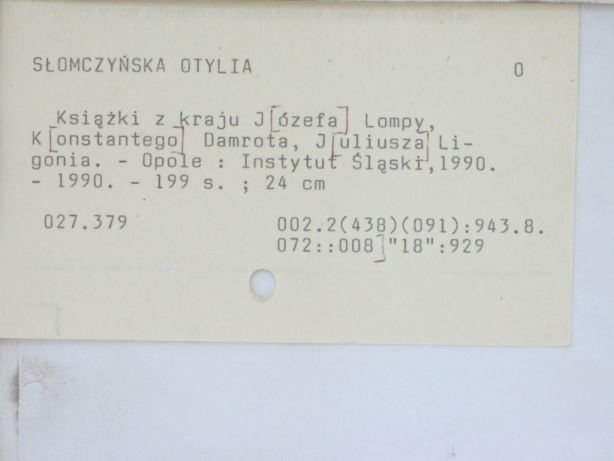 SŁOMCZYŃSKA OTYLIA 0
Książki z kraju J[ózefa] Lompy,
K[onstantego] Damrota, J[uliusza] Li-
gonia. - Opole : Instytut Śląski,1990.
- 1990. - 199 s. ; 24 cm
027.379 002.2(438)(091):943.8.
072::008]"18":929